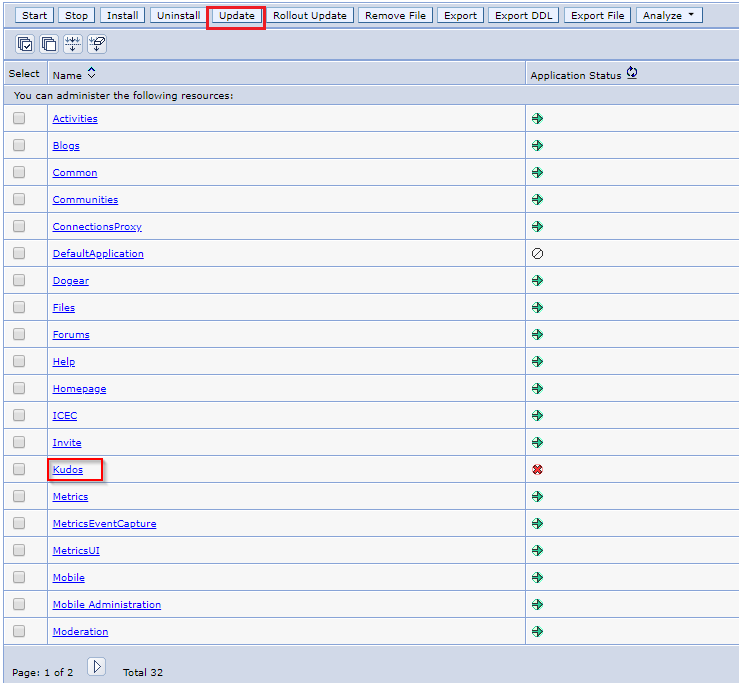 Start Stop Install Uninstall Update Rollout Update Remove File Export Export DDL Export File Analyze
Select Name Application Status
You can administer the following resources:
Activities
Blogs
Common
Communities
ConnectionsProxy
DefaultApplication
Dogear
Files
Forums
Help
Homepage
ICEC
Invite
Kudos
Metrics
MetricsEventCapture
MetricsUI
Mobile
Mobile Administration
Moderation
Page: 1 of 2 Total 32